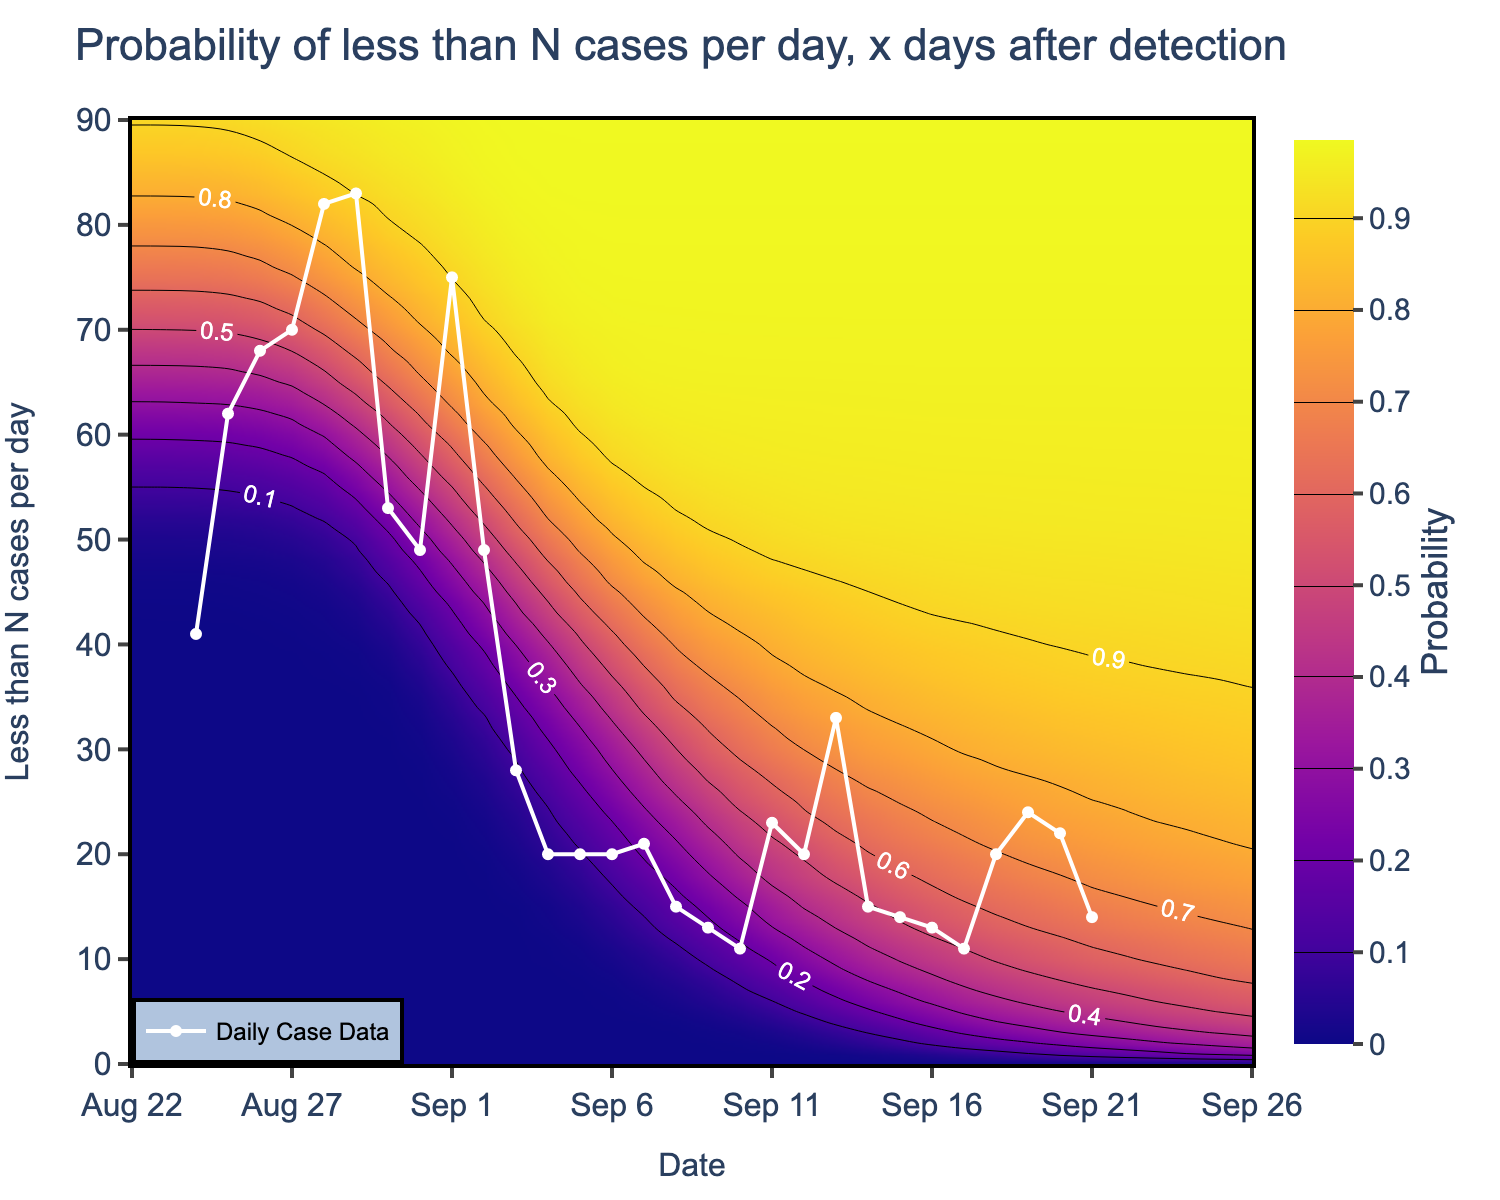 Probability of less than N cases per day, x days after detection
90
80
70
60
50
40
30
20
10
0
Less than N cases per day
0.8
0.5
0.1
0.3
0.9
0.6
0.7
0.2
0.4
Daily Case Data
Aug 22
Aug 27
Sep 1
Sep 6
Sep 11
Sep 16
Sep 21
Sep 26
Date
0.9
0.8
0.7
0.6
0.5
0.4
0.3
0.2
0.1
0
Probability